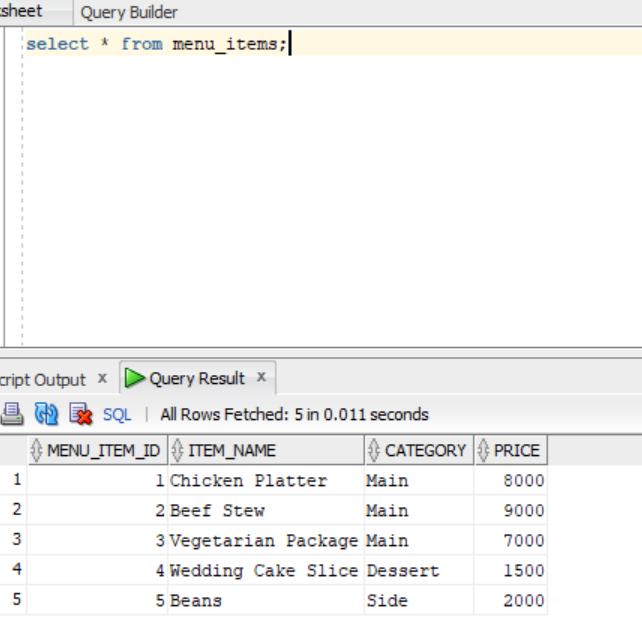 ksheet Query Builder
select * from menu_items;
cript Output x Query Result x
SQL | All Rows Fetched: 5 in 0.011 seconds
MENU_ITEM_ID ITEM_NAME CATEGORY PRICE
1 1 Chicken Platter Main 8000
2 2 Beef Stew Main 9000
3 3 Vegetarian Package Main 7000
4 4 Wedding Cake Slice Dessert 1500
5 5 Beans Side 2000